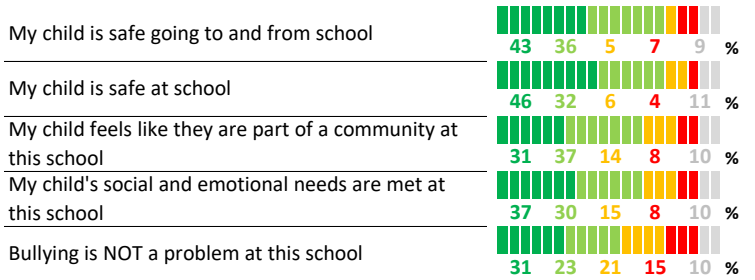 My child is safe going to and from school
43 36 5 7 9 %
My child is safe at school
46 32 6 4 11 %
My child feels like they are part of a community at
this school
31 37 14 8 10 %
My child's social and emotional needs are met at
this school
37 30 15 8 10 %
Bullying is NOT a problem at this school
31 23 21 15 10 %